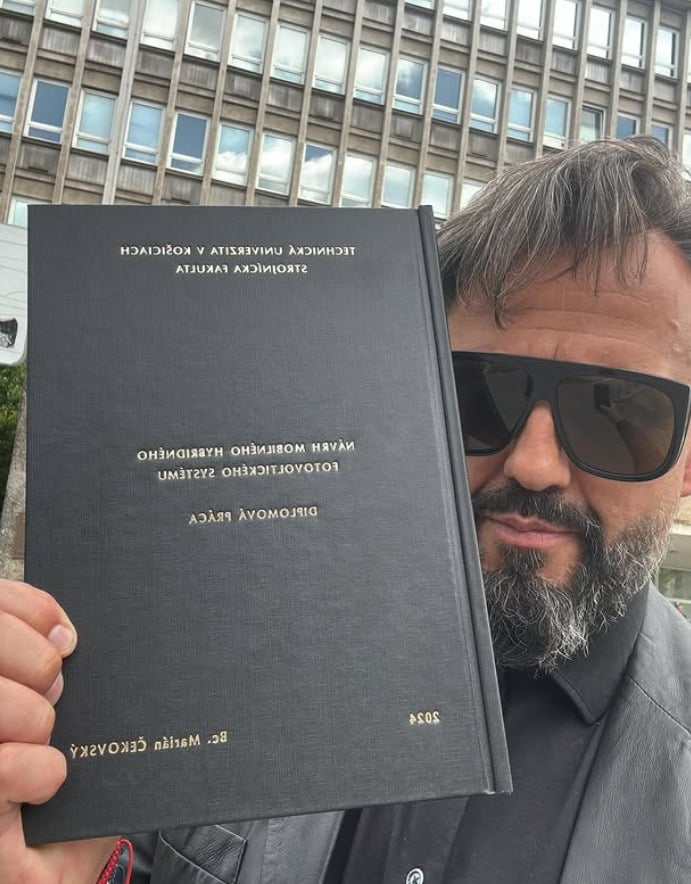 TECHNICKÁ UNIVERZITA V KOŠICIACH
STROJNÍCKA FAKULTA
NÁVRH MOBILNÉHO HYBRIDNÉHO
FOTOVOLTICKÉHO SYSTÉMU
DIPLOMOVÁ PRÁCA
2024
Bc. Marián ČEKOVSKÝ